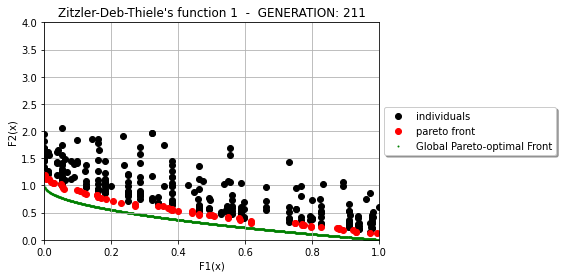 Zitzler-Deb-Thiele's function 1 - GENERATION: 211
4.0
3.5
3.0
2.5
2.0
1.5
1.0
0.5
0.0
F2(x)
0.0 0.2 0.4 0.6 0.8 1.0
F1(x)
individuals
pareto front
Global Pareto-optimal Front